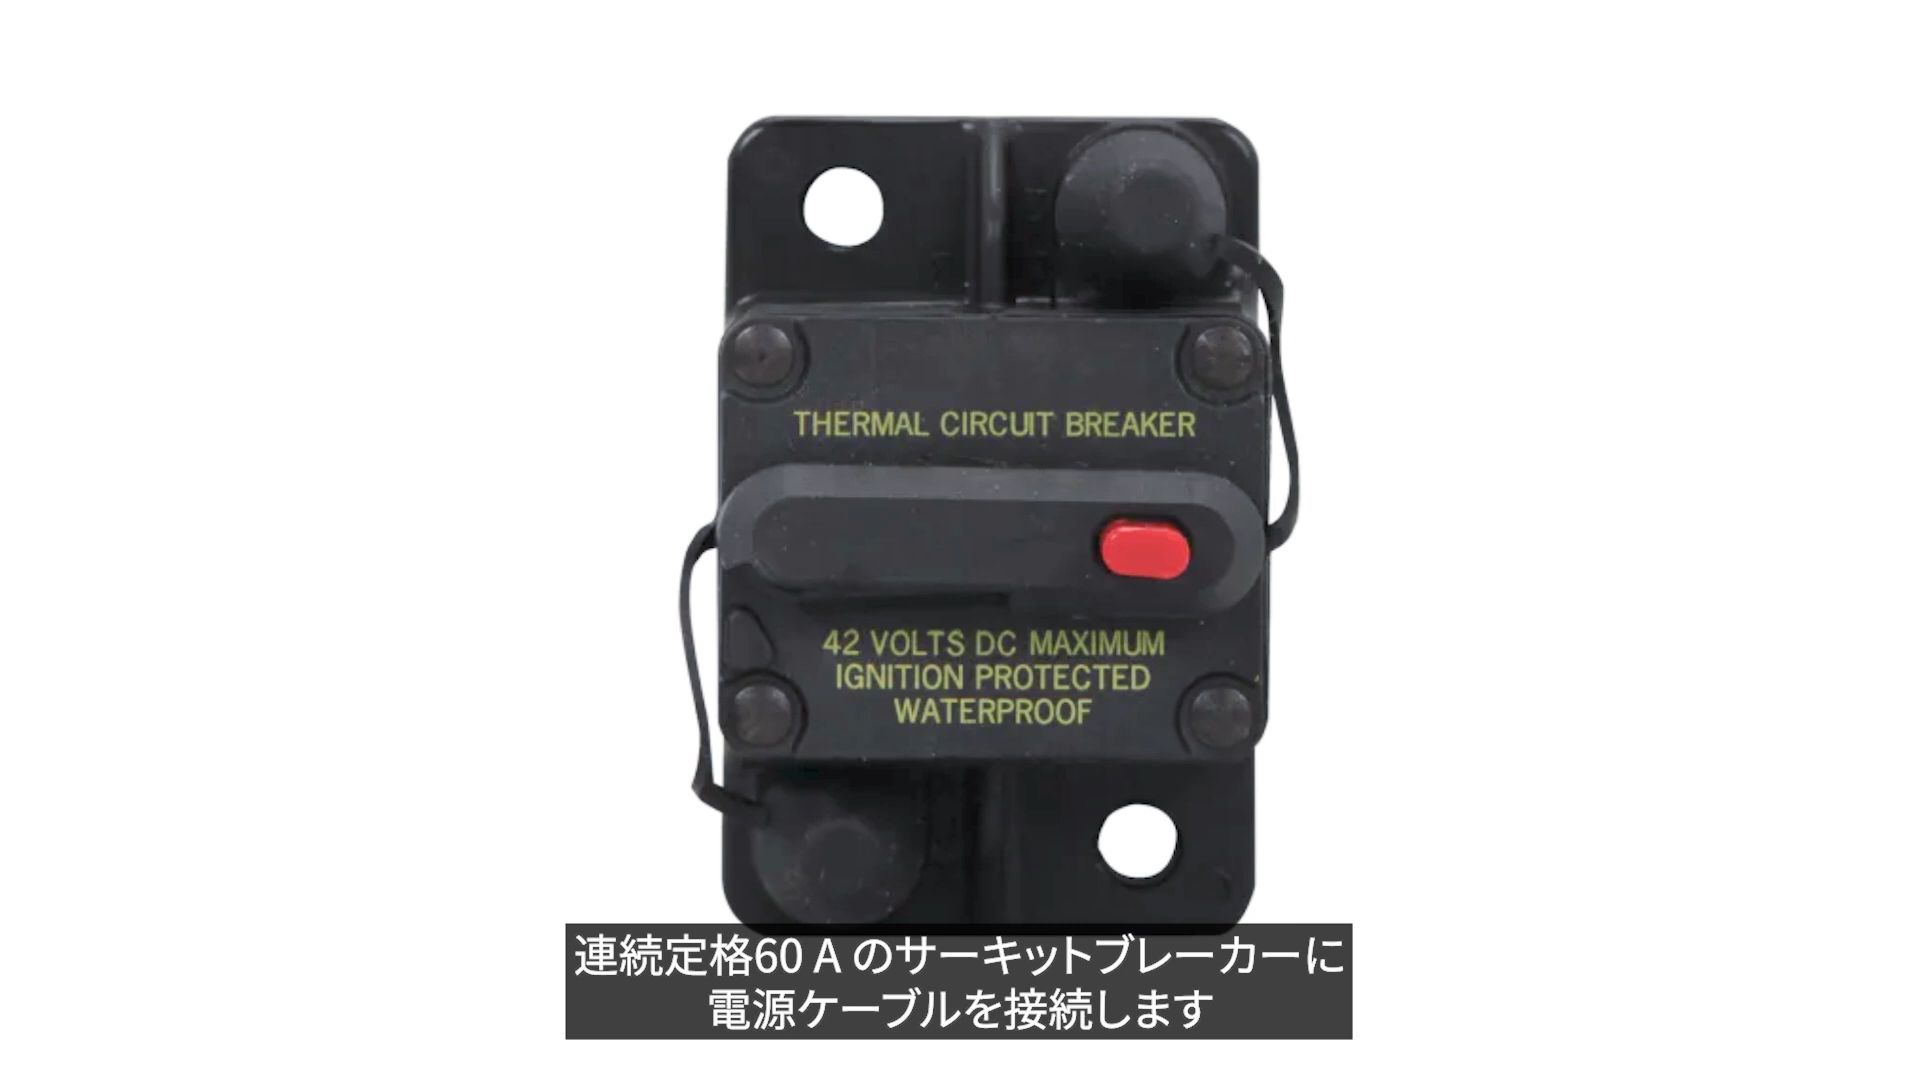 THERMAL CIRCUIT BREAKER
42 VOLTS DC MAXIMUM
IGNITION PROTECTED
WATERPROOF
連続定格60 A のサーキットブレーカーに
電源ケーブルを接続します